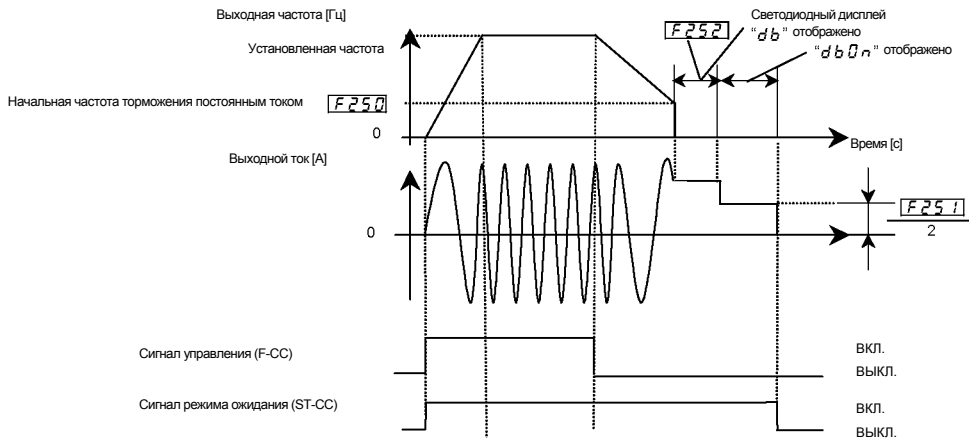 Выходная частота [Гц]
Светодиодный дисплей
F252
“db” отображено
Установленная частота
“dbOn” отображено
Начальная частота торможения постоянным током
F250
0
Время [с]
Выходной ток [А]
F251
2
0
Сигнал управления (F-CC)
ВКЛ.
ВЫКЛ.
Сигнал режима ожидания (ST-CC)
ВКЛ.
ВЫКЛ.